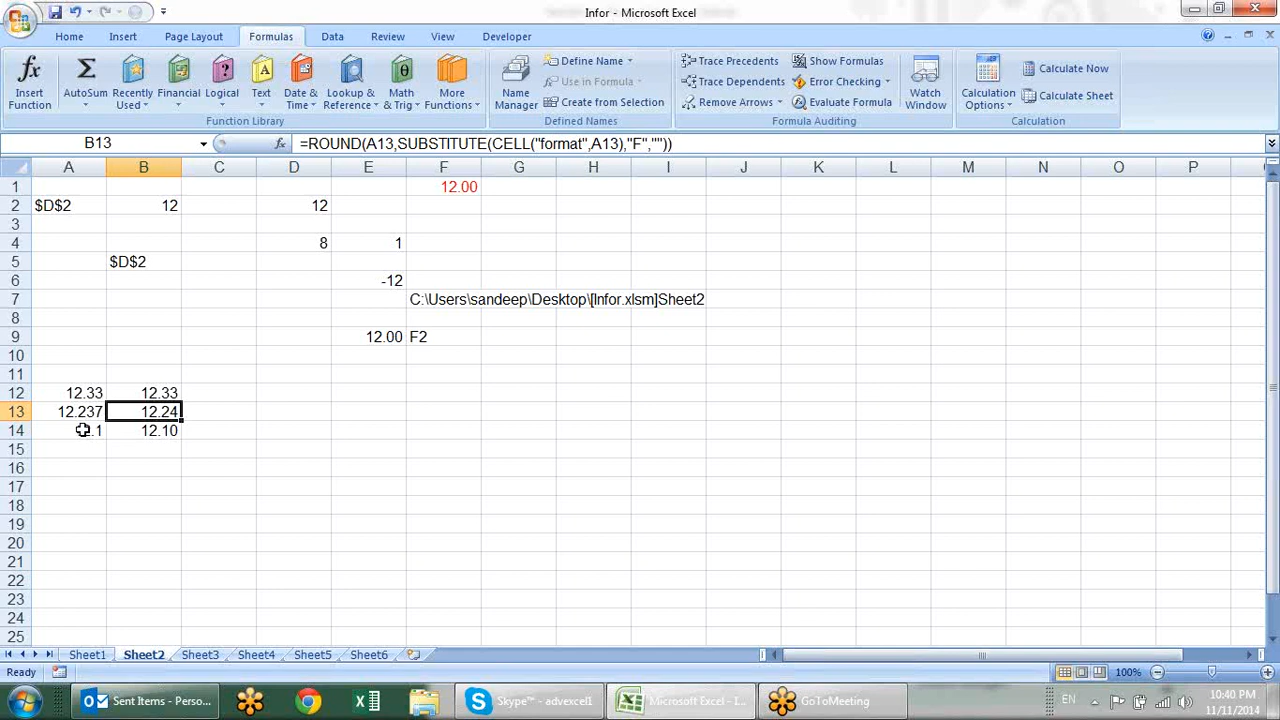 Infor - Microsoft Excel
Home Insert Page Layout Formulas Data Review View Developer
Insert Function
AutoSum
Recently Used
Financial
Logical
Text
Date & Time
Lookup & Reference
Math & Trig
More Functions
Function Library
Name Manager
Define Name
Use in Formula
Create from Selection
Defined Names
Trace Precedents
Trace Dependents
Remove Arrows
Show Formulas
Error Checking
Evaluate Formula
Watch Window
Formula Auditing
Calculation Options
Calculate Now
Calculate Sheet
Calculation
B13 fx =ROUND(A13,SUBSTITUTE(CELL("format",A13),"F",""))
A B C D E F G H I J K L M N O P
1 12.00
2 $D$2 12 12
3
4 8 1
5 $D$2
6 -12
7 C:\Users\sandeep\Desktop\[Infor.xlsm]Sheet2
8
9 12.00 F2
10
11
12 12.33 12.33
13 12.237 12.24
14 .1 12.10
15
16
17
18
19
20
21
22
23
24
25
Sheet1 Sheet2 Sheet3 Sheet4 Sheet5 Sheet6
Ready 100%
Sent Items - Perso... Skype™ - advexcel1 Microsoft Excel - I... GoToMeeting EN 10:40 PM
11/11/2014